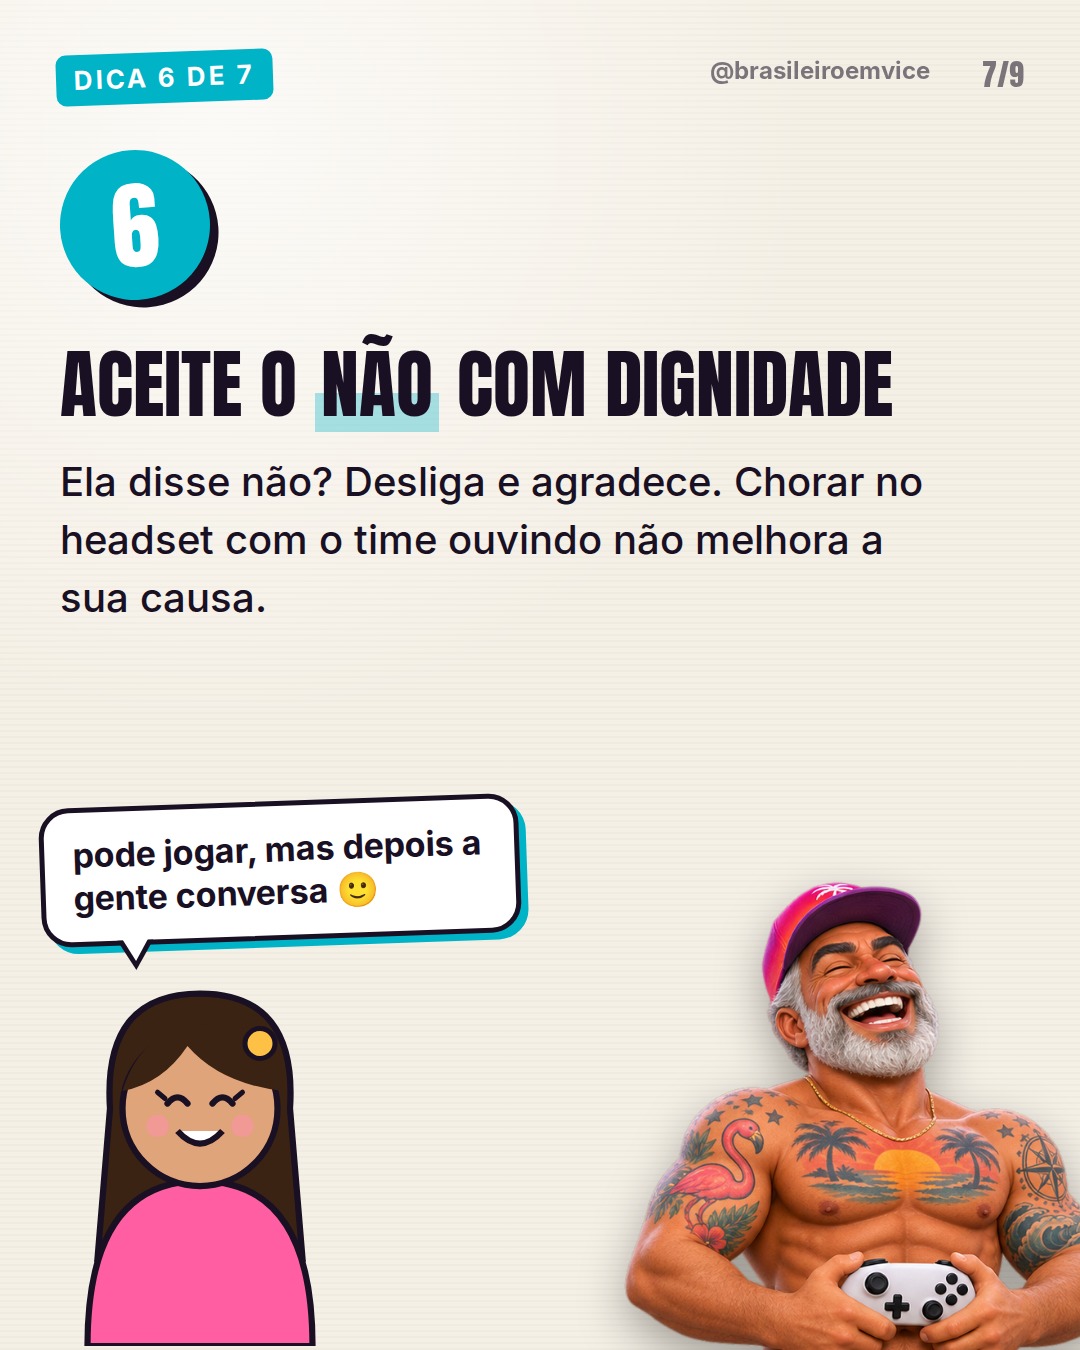 DICA 6 DE 7
@brasileiroemvice
7/9
6
ACEITE O NÃO COM DIGNIDADE
Ela disse não? Desliga e agradece. Chorar no
headset com o time ouvindo não melhora a
sua causa.
pode jogar, mas depois a
gente conversa 🙂